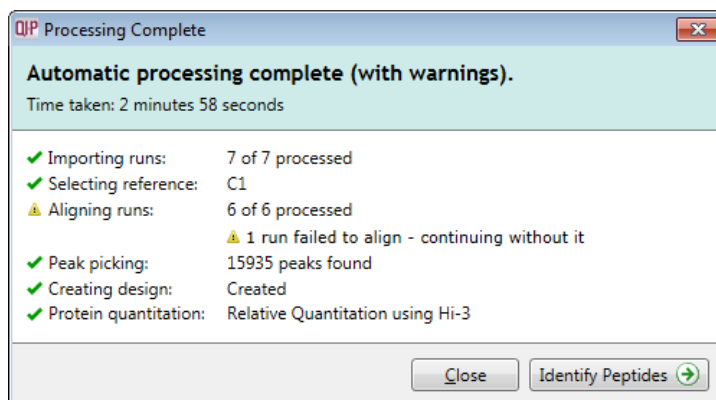 QIP Processing Complete
Automatic processing complete (with warnings).
Time taken: 2 minutes 58 seconds
Importing runs: 7 of 7 processed
Selecting reference: C1
Aligning runs: 6 of 6 processed
1 run failed to align - continuing without it
Peak picking: 15935 peaks found
Creating design: Created
Protein quantitation: Relative Quantitation using Hi-3
Close Identify Peptides